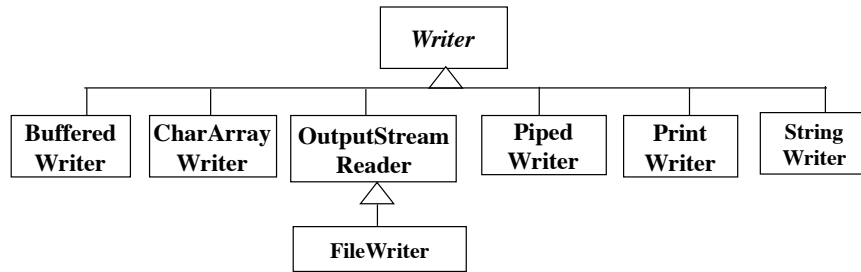 Writer
Buffered
Writer
CharArray
Writer
OutputStream
Reader
Piped
Writer
Print
Writer
String
Writer
FileWriter